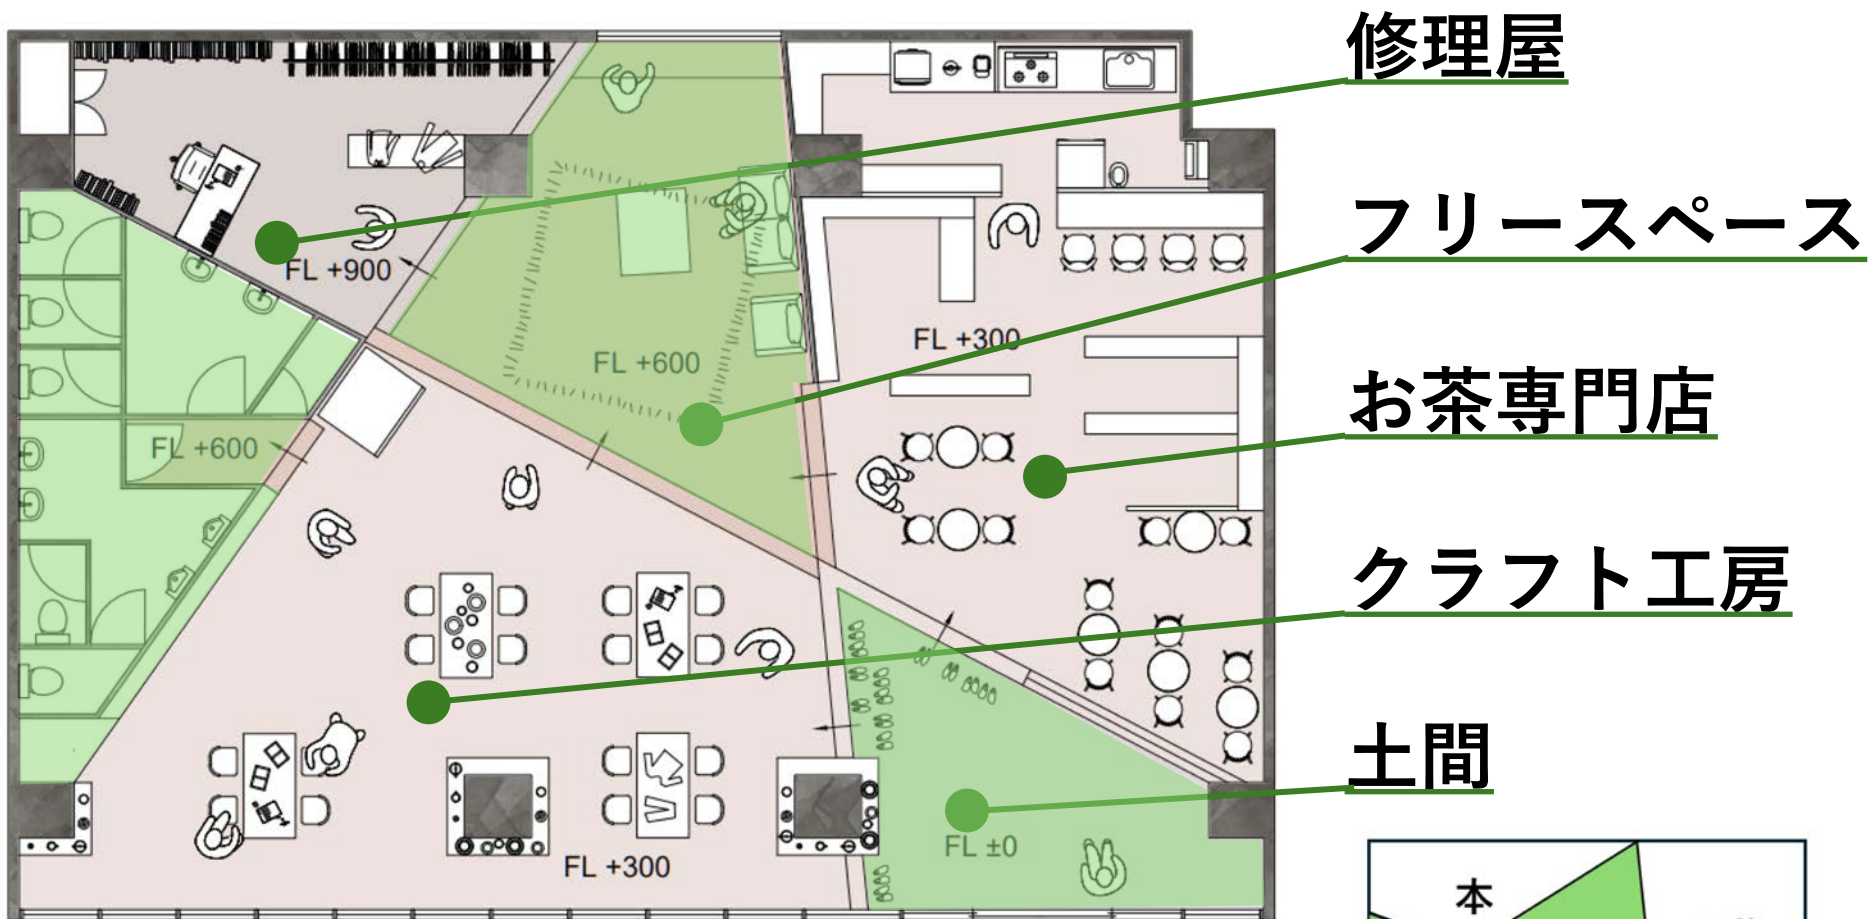 修理屋
フリースペース
FL +900
FL +300
FL +600
お茶専門店
FL +600
クラフト工房
土間
FL ±0
FL +300
本